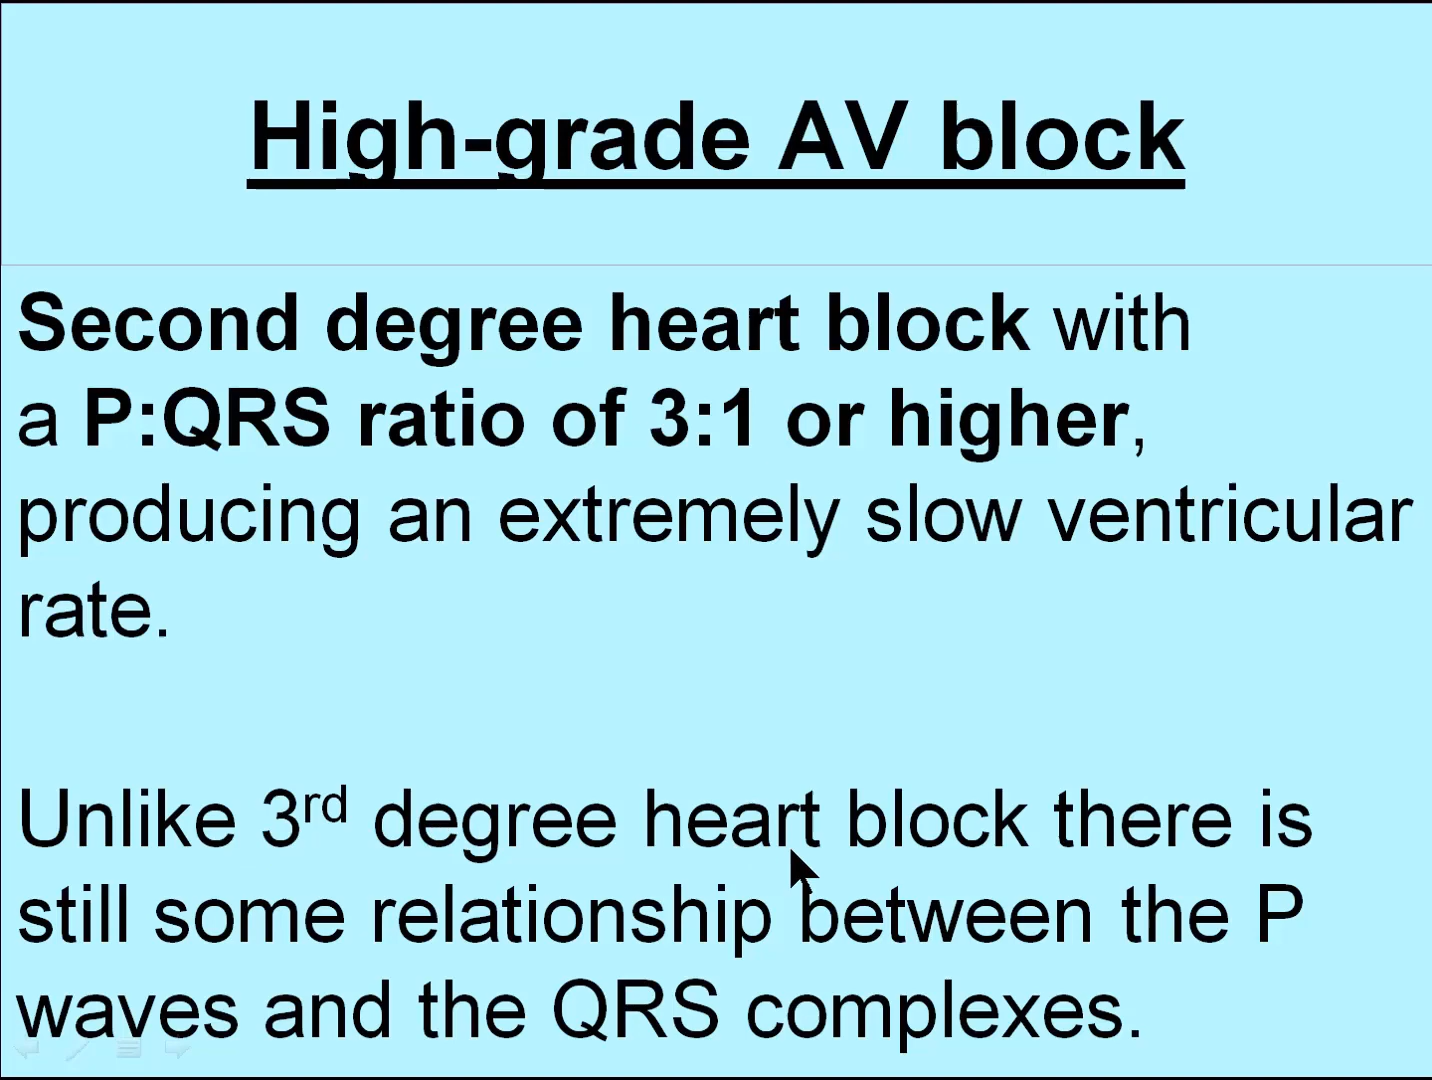 High-grade AV block
Second degree heart block with
a P:QRS ratio of 3:1 or higher,
producing an extremely slow ventricular
rate.
Unlike 3rd degree heart block there is
still some relationship between the P
waves and the QRS complexes.